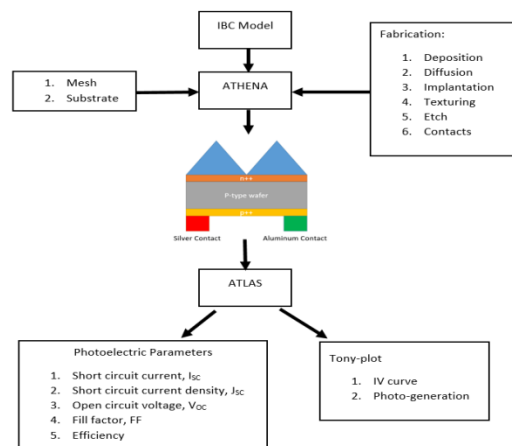 IBC Model
Fabrication:
1. Deposition
2. Diffusion
3. Implantation
4. Texturing
5. Etch
6. Contacts
1. Mesh
2. Substrate
ATHENA
n++
P-type wafer
p++
Silver Contact
Aluminum Contact
ATLAS
Photoelectric Parameters
1. Short circuit current, ISC
2. Short circuit current density, JSC
3. Open circuit voltage, VOC
4. Fill factor, FF
5. Efficiency
Tony-plot
1. IV curve
2. Photo-generation